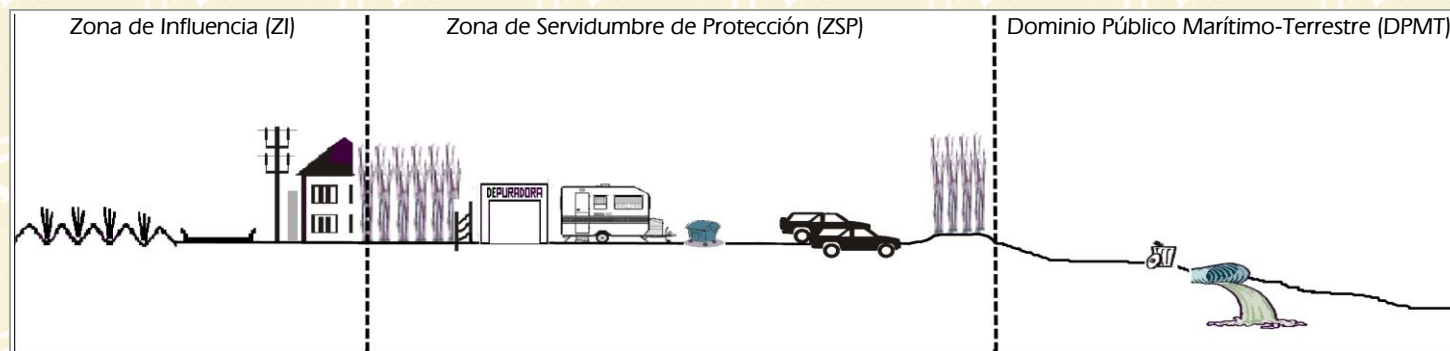 Zona de Influencia (ZI)
Zona de Servidumbre de Protección (ZSP)
Dominio Público Marítimo-Terrestre (DPMT)
DEPURADORA